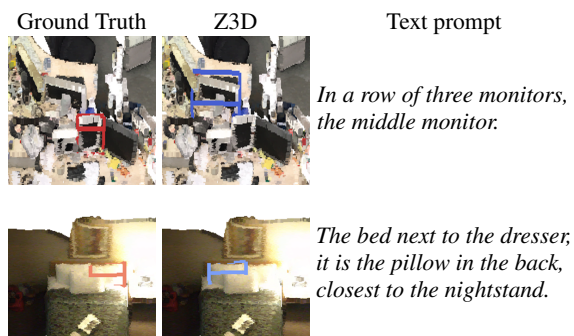 Ground Truth
Z3D
Text prompt
In a row of three monitors,
the middle monitor.
The bed next to the dresser,
it is the pillow in the back,
closest to the nightstand.